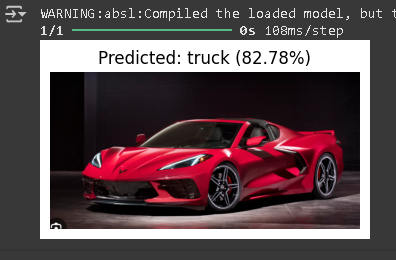 WARNING:absl:Compiled the loaded model, but
1/1 0s 108ms/step
Predicted: truck (82.78%)